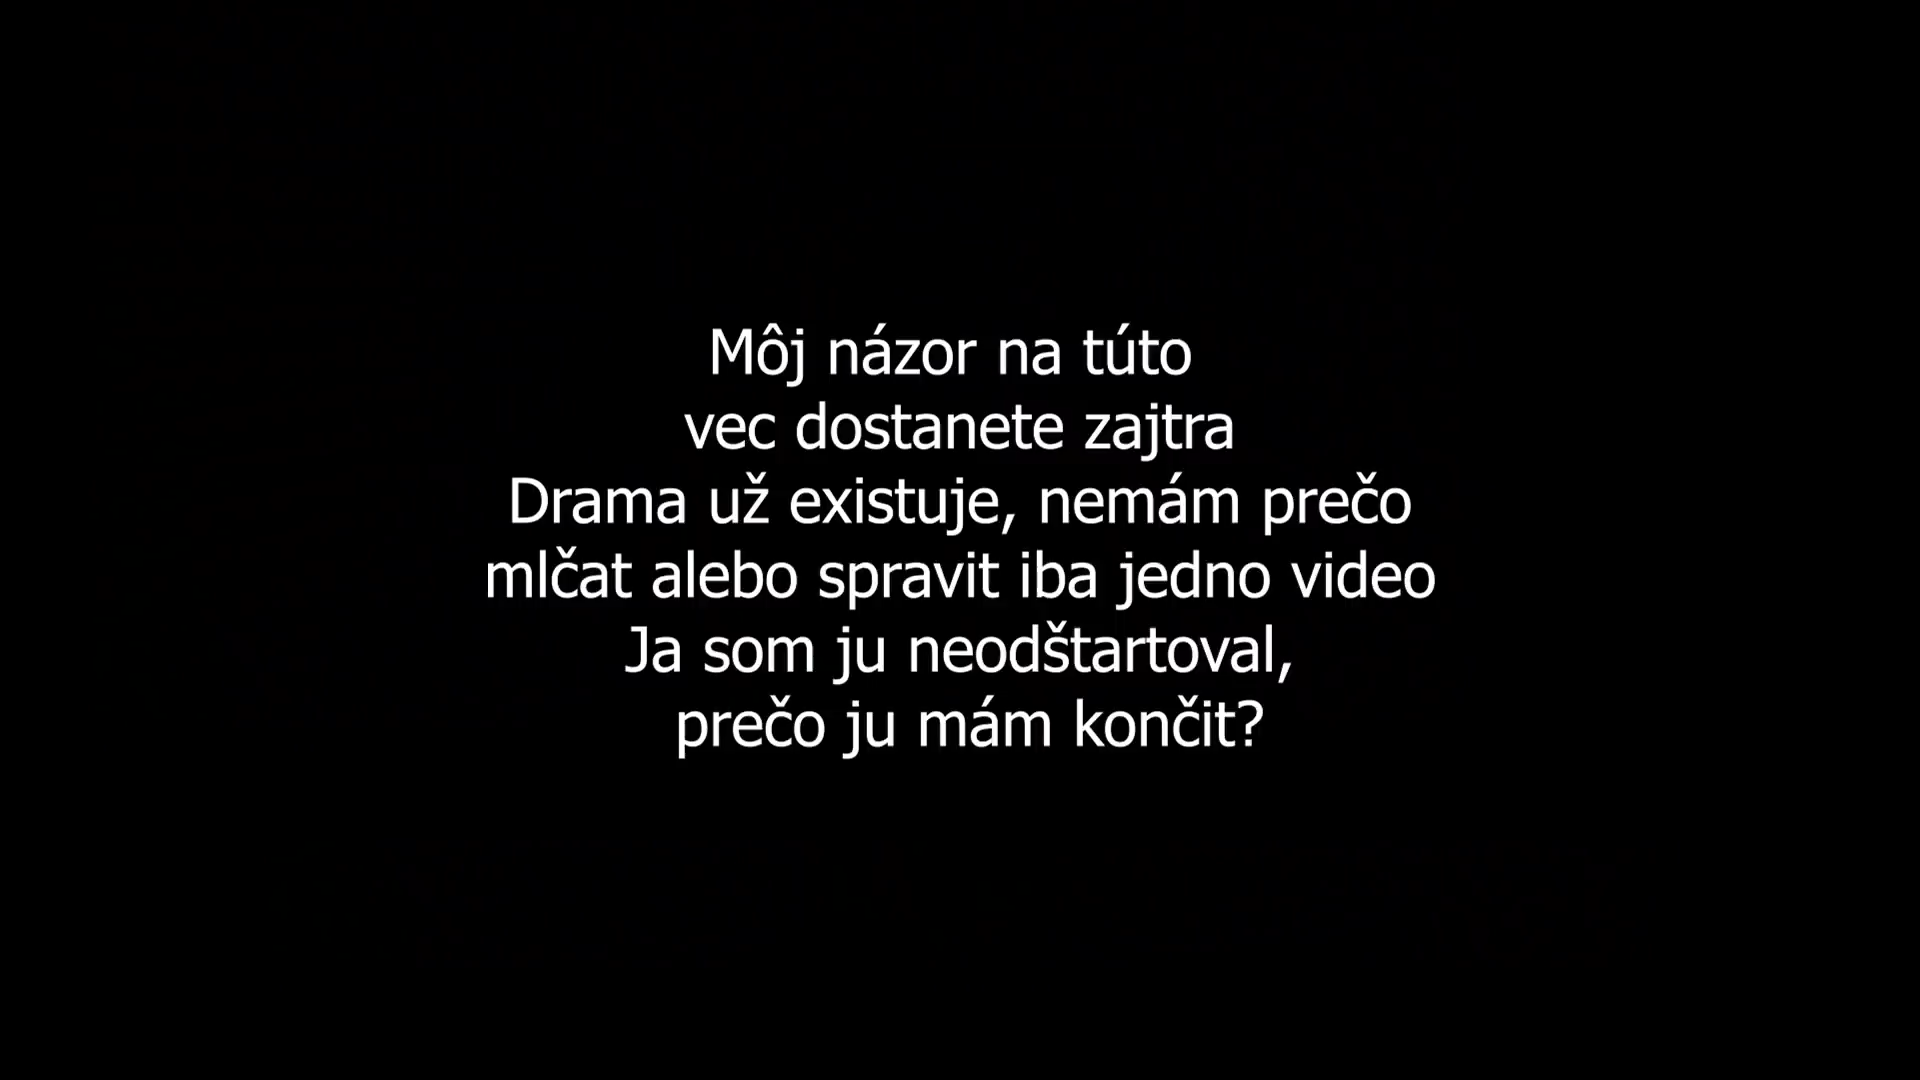 Môj názor na túto
vec dostanete zajtra
Drama už existuje, nemám prečo
mlčat alebo spravit iba jedno video
Ja som ju neodštartoval,
prečo ju mám končit?